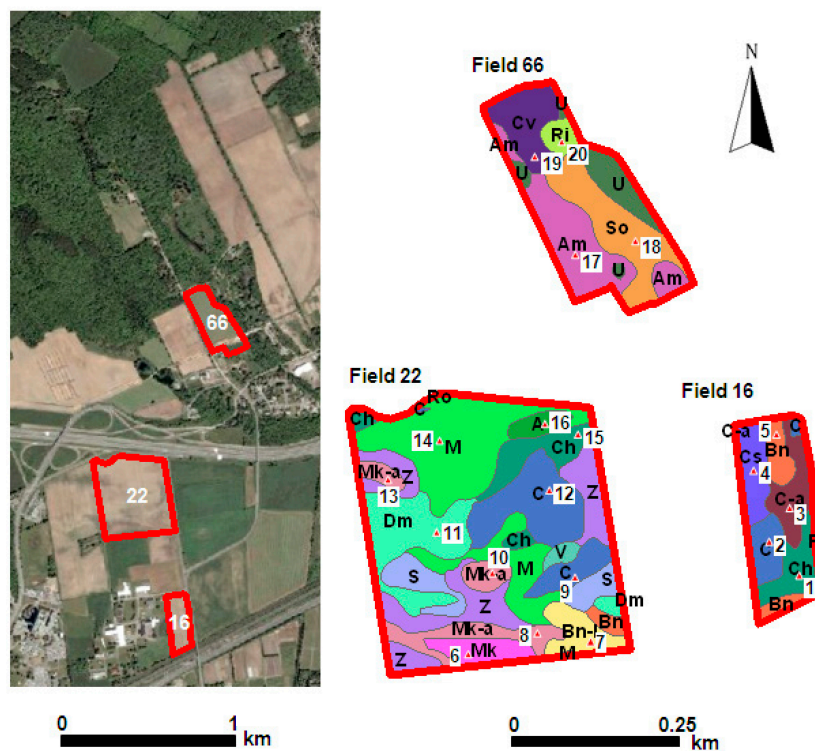 N
Field 66
U
Cv
Ri
Am
19
20
U
U
So
Am
17
18
U
Am
66
22
16
Field 22
Ro
C
Ch
A
16
14
M
Ch
15
Mk-a
Z
13
C
12
Z
Dm
11
Ch
10
V
M
S
Mk-a
C
S
9
Z
Dm
Mk-a
Bn
8
Bn-l
7
6
Mk
M
Z
Field 16
C-a
5
C
Bn
Cs
4
C-a
3
C
2
Ch
1
Bn
0
1
km
0
0.25
km